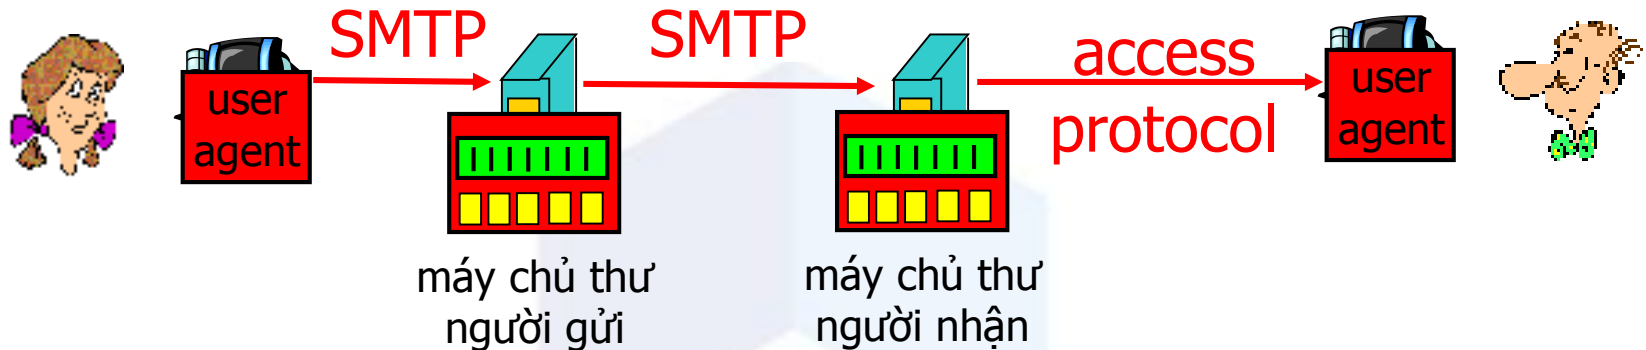 SMTP
SMTP
access
protocol
user
agent
user
agent
máy chủ thư
người gửi
máy chủ thư
người nhận